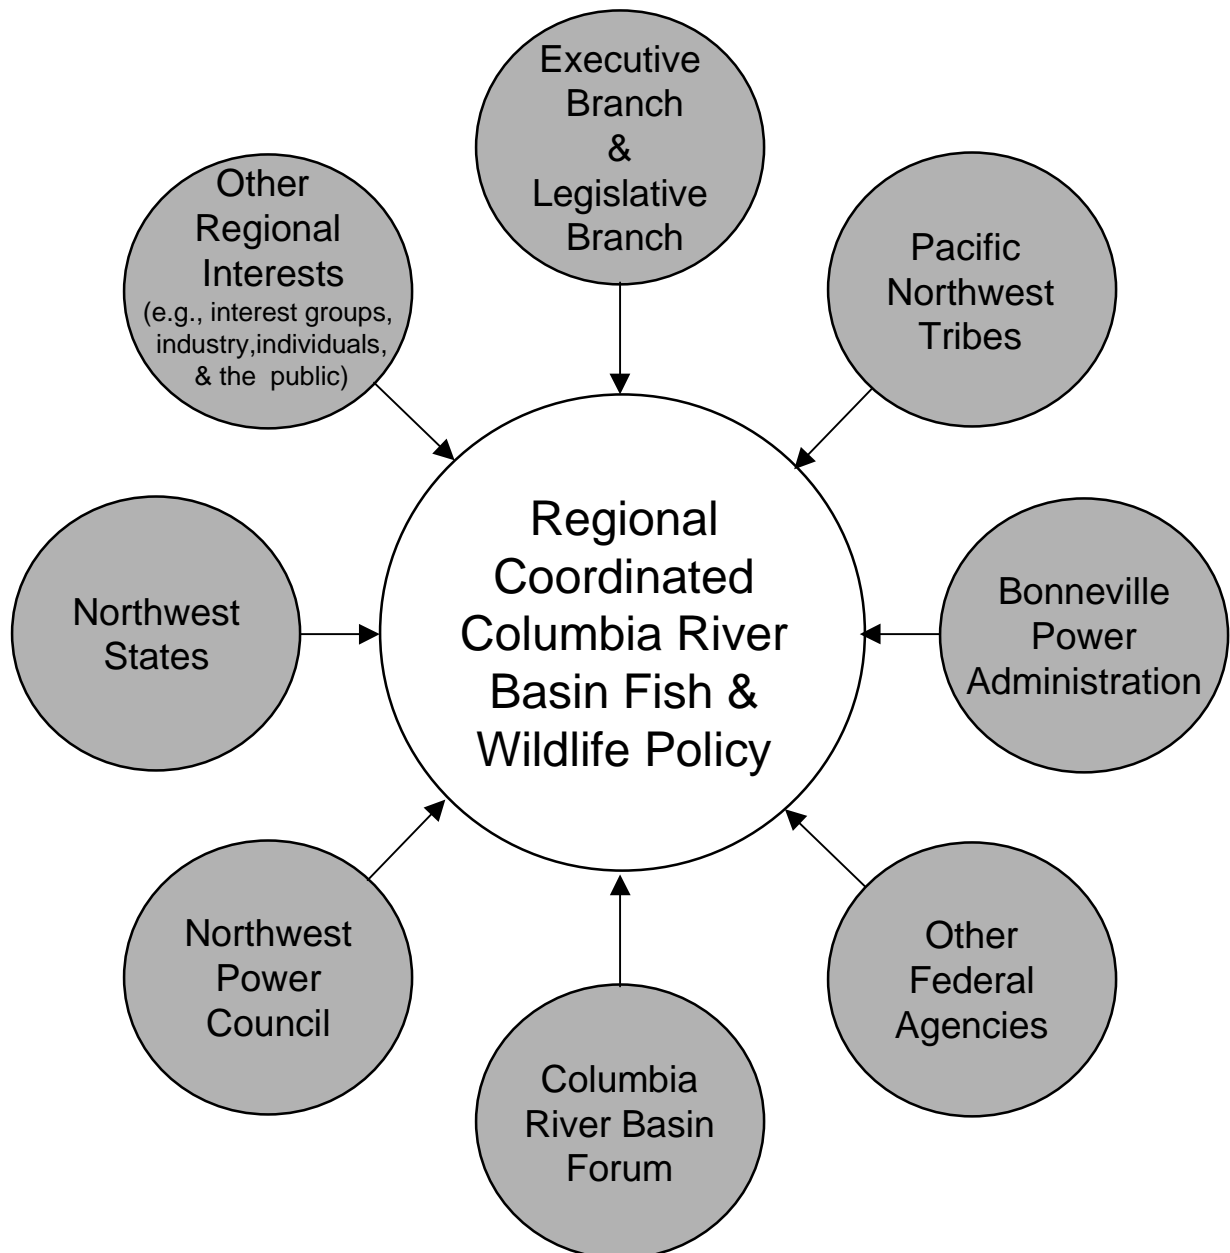 Executive
Branch
&
Legislative
Branch
Other
Regional
Interests
(e.g., interest groups,
industry,individuals,
& the public)
Pacific
Northwest
Tribes
Regional
Coordinated
Columbia River
Basin Fish &
Wildlife Policy
Northwest
States
Bonneville
Power
Administration
Northwest
Power
Council
Other
Federal
Agencies
Columbia
River Basin
Forum